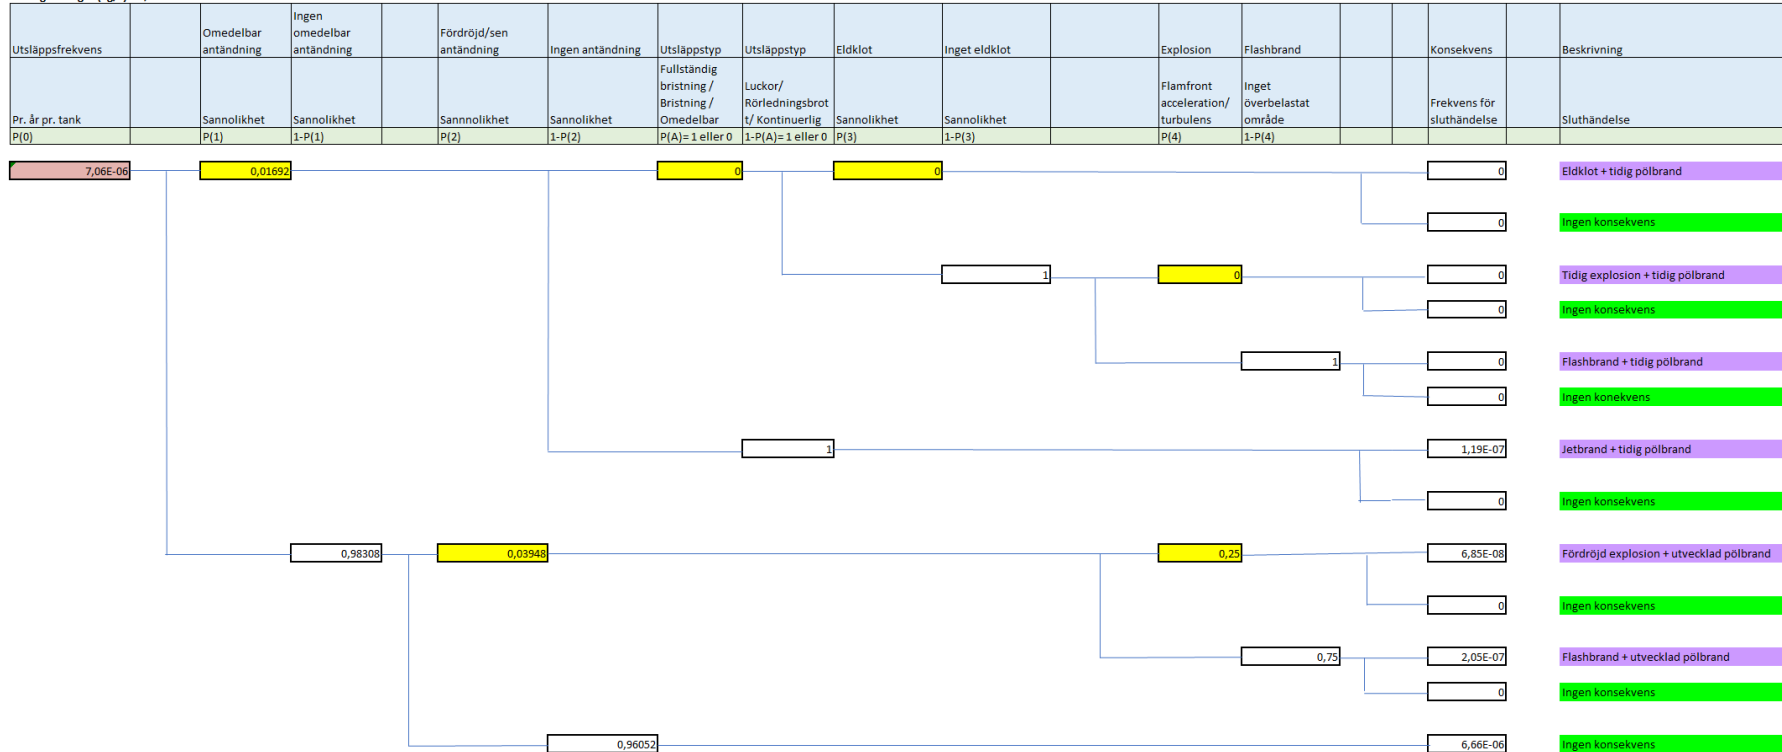 Ingen
Omedelbar
omedelbar
Fördröjd/sen
Utsläppsfrekvens
antändning
antändning
antändning
Ingen antändning
Utsläppstyp
Utsläppstyp
Eldklot
Inget eldklot
Explosion
Flashbrand
Konsekvens
Beskrivning
Fullständig
bristning /
Luckor/
Flamfront
Inget
Bristning /
Rörledningsbrot
acceleration/
överbelastat
Frekvens för
Pr. år pr. tank
Sannolikhet
Sannolikhet
Sannnolikhet
Sannolikhet
Omedelbar
t/ Kontinuerlig
Sannolikhet
Sannolikhet
turbulens
område
sluthändelse
Sluthändelse
P(0)
P(1)
1-P(1)
P(2)
1-P(2)
P(A)= 1 eller 0
1-P(A)= 1 eller 0
P(3)
1-P(3)
P(4)
1-P(4)
7,06E-06
0,01692
0
0
0
Eldklot + tidig pölbrand
0
Ingen konsekvens
1
0
0
Tidig explosion + tidig pölbrand
0
Ingen konsekvens
1
0
Flashbrand + tidig pölbrand
0
Ingen konekvens
1
1,19E-07
Jetbrand + tidig pölbrand
0
Ingen konsekvens
0,98308
0,03948
0,25
6,85E-08
Fördröjd explosion + utvecklad pölbrand
0
Ingen konsekvens
0,75
2,05E-07
Flashbrand + utvecklad pölbrand
0
Ingen konsekvens
0,96052
6,66E-06
Ingen konsekvens